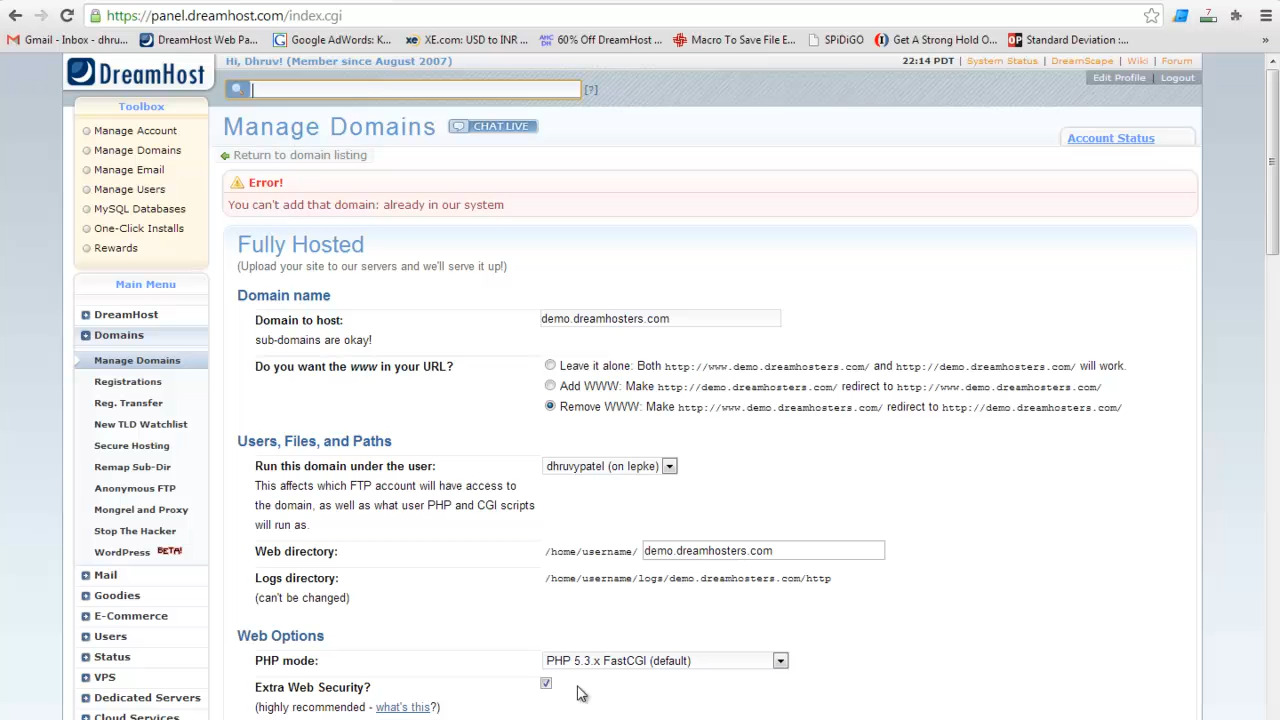 https://panel.dreamhost.com/index.cgi
7
Gmail - Inbox - dhru... DreamHost Web Pa... Google AdWords: K... XE.com: USD to INR ... 60% Off DreamHost ... Macro To Save File E... SPiDiGO Get A Strong Hold O... Standard Deviation :... »
DreamHost
Hi, Dhruv! (Member since August 2007)
22:14 PDT System Status DreamScape Wiki Forum
Edit Profile Logout
[?]
Toolbox
Manage Account
Manage Domains
Manage Email
Manage Users
MySQL Databases
One-Click Installs
Rewards
Main Menu
DreamHost
Domains
Manage Domains
Registrations
Reg. Transfer
New TLD Watchlist
Secure Hosting
Remap Sub-Dir
Anonymous FTP
Mongrel and Proxy
Stop The Hacker
WordPress BETA!
Mail
Goodies
E-Commerce
Users
Status
VPS
Dedicated Servers
Cloud Services
Manage Domains CHAT LIVE
Account Status
Return to domain listing
Error!
You can't add that domain: already in our system
Fully Hosted
(Upload your site to our servers and we'll serve it up!)
Domain name
Domain to host: demo.dreamhosters.com
sub-domains are okay!
Do you want the www in your URL? Leave it alone: Both http://www.demo.dreamhosters.com/ and http://demo.dreamhosters.com/ will work.
Add WWW: Make http://demo.dreamhosters.com/ redirect to http://www.demo.dreamhosters.com/
Remove WWW: Make http://www.demo.dreamhosters.com/ redirect to http://demo.dreamhosters.com/
Users, Files, and Paths
Run this domain under the user: dhruvypatel (on lepke)
This affects which FTP account will have access to
the domain, as well as what user PHP and CGI scripts
will run as.
Web directory: /home/username/ demo.dreamhosters.com
Logs directory: /home/username/logs/demo.dreamhosters.com/http
(can't be changed)
Web Options
PHP mode: PHP 5.3.x FastCGI (default)
Extra Web Security?
(highly recommended - what's this?)